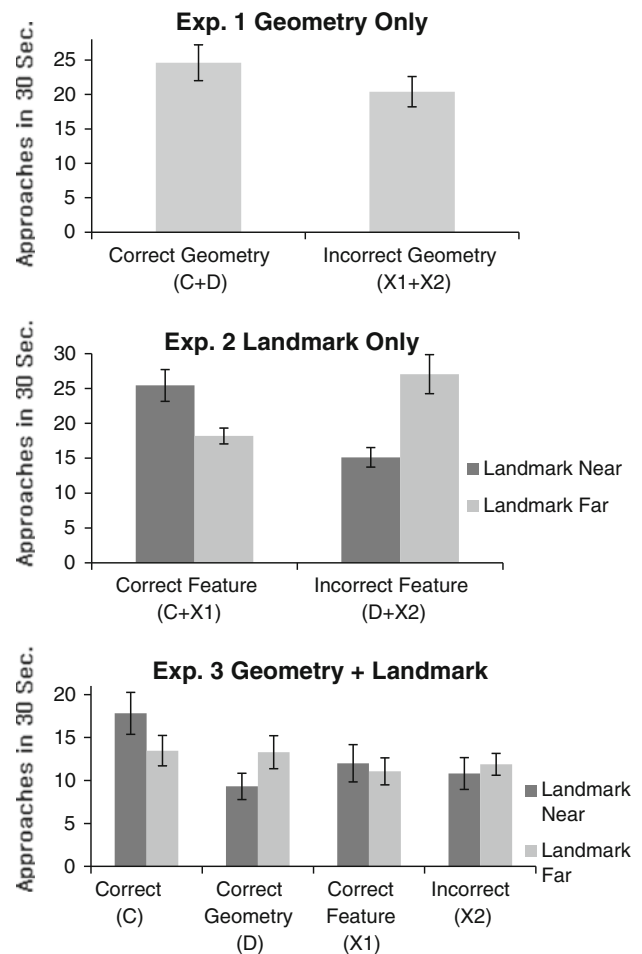 Exp. 1 Geometry Only
Approaches in 30 Sec.
25
20
15
10
5
0
Correct Geometry
(C+D)
Incorrect Geometry
(X1+X2)
Exp. 2 Landmark Only
Approaches in 30 Sec.
30
25
20
15
10
5
0
Landmark Near
Landmark Far
Correct Feature
(C+X1)
Incorrect Feature
(D+X2)
Exp. 3 Geometry + Landmark
Approaches in 30 Sec.
20
15
10
5
0
Landmark
Near
Landmark
Far
Correct
(C)
Correct
Geometry
(D)
Correct
Feature
(X1)
Incorrect
(X2)